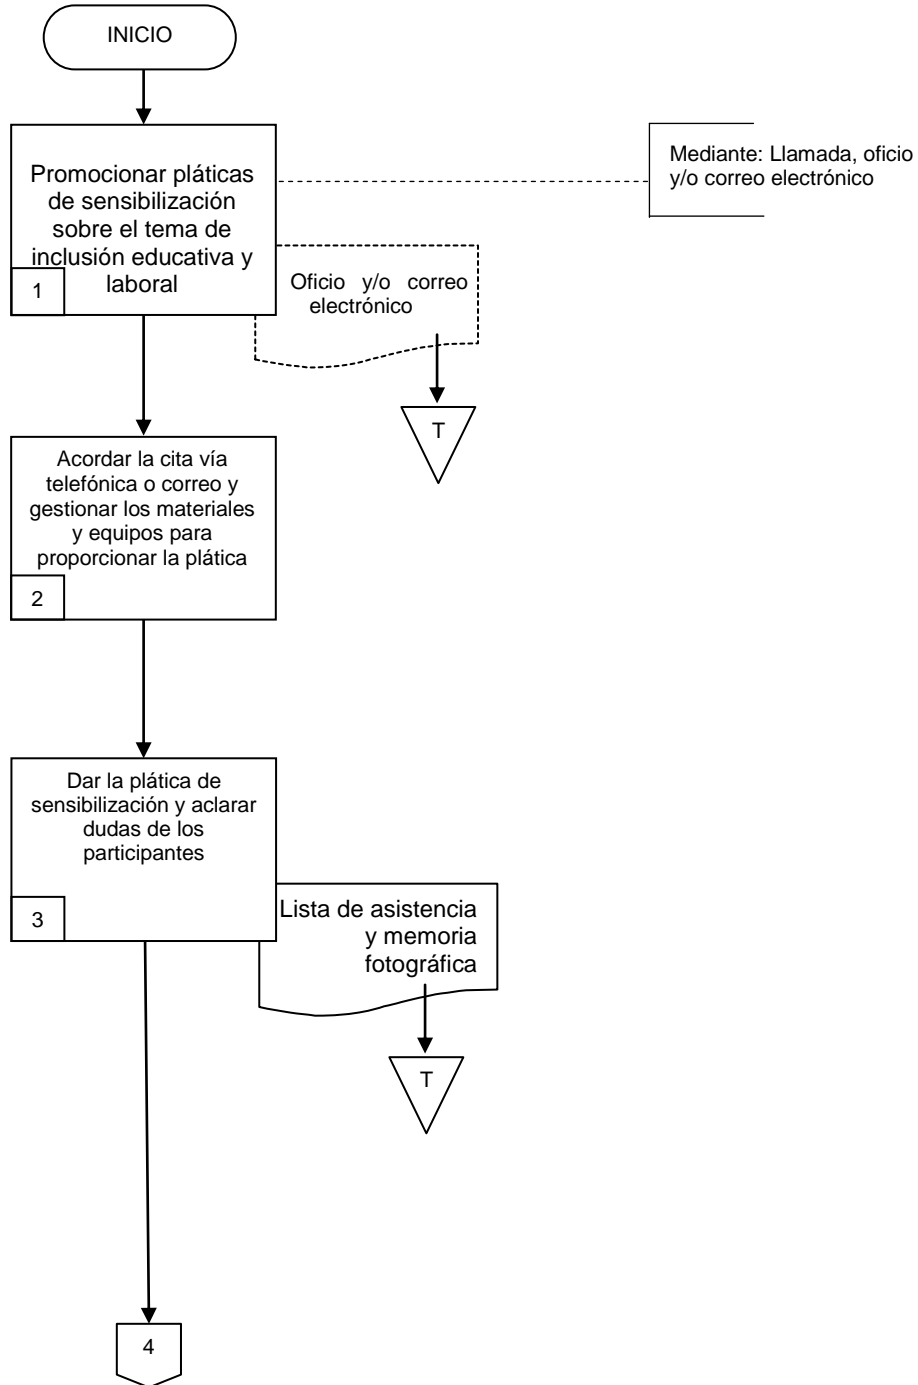 INICIO
Promocionar pláticas
de sensibilización
sobre el tema de
inclusión educativa y
laboral
1
Mediante: Llamada, oficio
y/o correo electrónico
Oficio y/o correo
electrónico
T
Acordar la cita vía
telefónica o correo y
gestionar los materiales
y equipos para
proporcionar la plática
2
Dar la plática de
sensibilización y aclarar
dudas de los
participantes
3
Lista de asistencia
y memoria
fotográfica
T
4